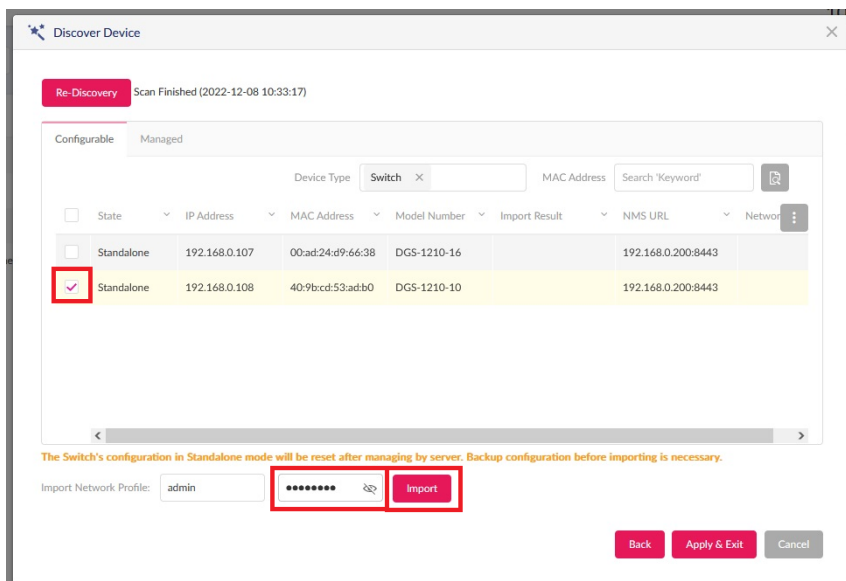 Discover Device
Re-Discovery Scan Finished (2022-12-08 10:33:17)
Configurable Managed
Device Type Switch × MAC Address Search 'Keyword'
State IP Address MAC Address Model Number Import Result NMS URL Networ
Standalone 192.168.0.107 00:ad:24:d9:66:38 DGS-1210-16 192.168.0.200:8443
Standalone 192.168.0.108 40:9b:cd:53:ad:b0 DGS-1210-10 192.168.0.200:8443
The Switch's configuration in Standalone mode will be reset after managing by server. Backup configuration before importing is necessary.
Import Network Profile: admin •••••••• Import
Back Apply & Exit Cancel